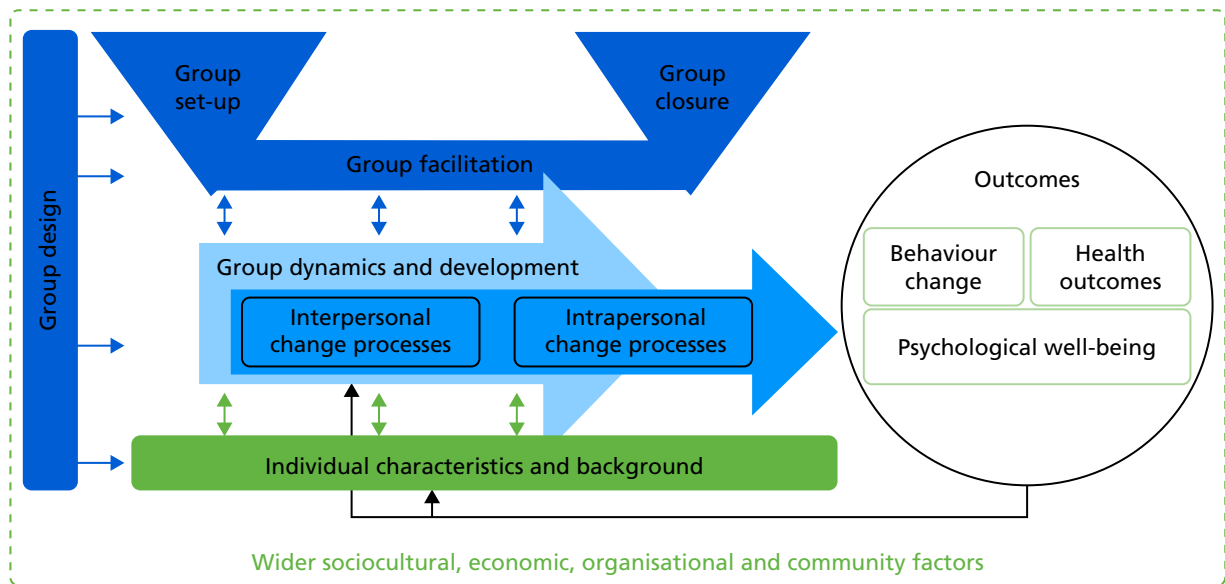 Group design
Group
set-up
Group
closure
Group facilitation
Group dynamics and development
Interpersonal
change processes
Intrapersonal
change processes
Individual characteristics and background
Outcomes
Behaviour
change
Health
outcomes
Psychological well-being
Wider sociocultural, economic, organisational and community factors